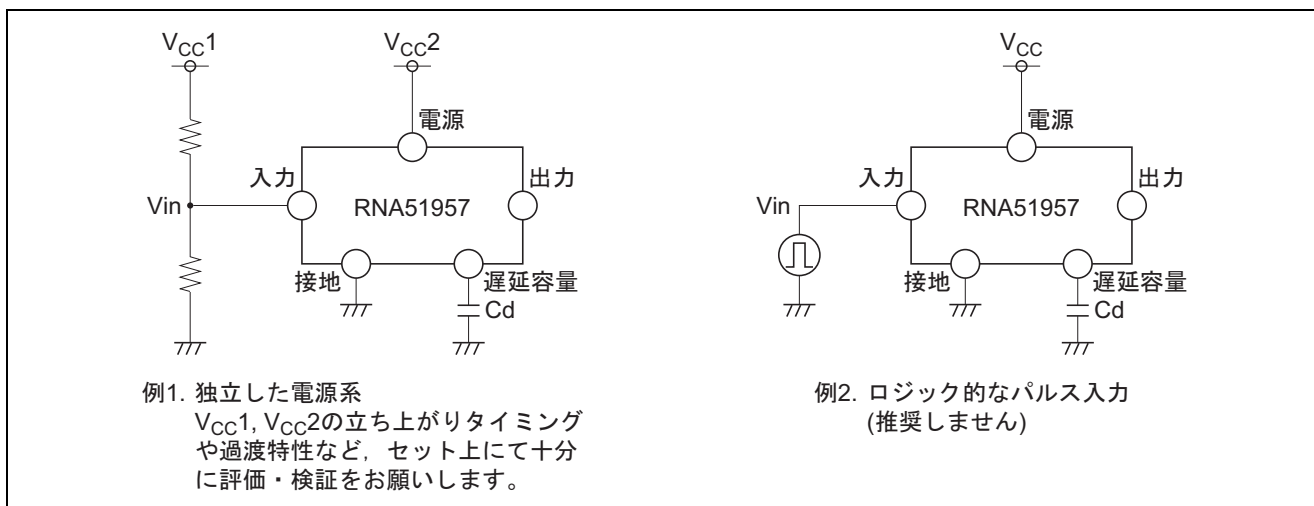 V_CC1
V_CC2
電源
入力
出力
Vin
RNA51957
接地
遅延容量
Cd
例1. 独立した電源系
V_CC1, V_CC2の立ち上がりタイミング
や過渡特性など，セット上にて十分
に評価・検証をお願いします。
V_CC
電源
入力
出力
Vin
RNA51957
接地
遅延容量
Cd
例2. ロジック的なパルス入力
(推奨しません)